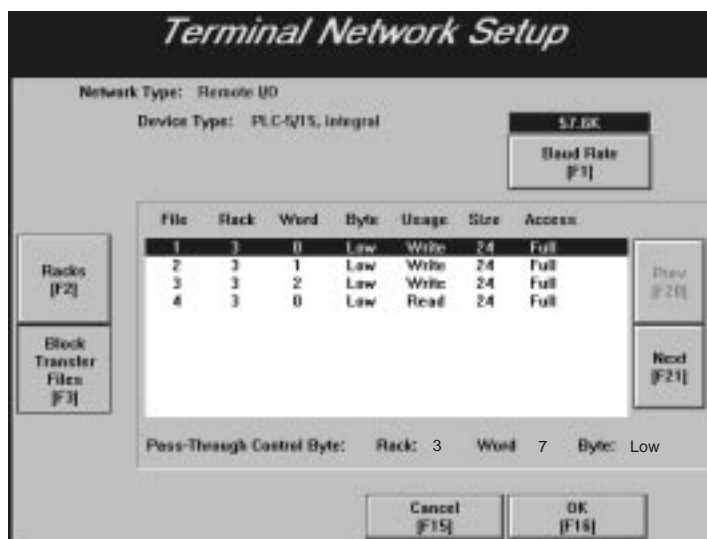 Terminal Network Setup
Network Type: Remote I/O
Device Type: PLC-5/15, Integral
57.6K
Baud Rate
[F1]
File Rack Word Byte Usage Size Access
1 3 0 Low Write 24 Full
2 3 1 Low Write 24 Full
3 3 2 Low Write 24 Full
4 3 0 Low Read 24 Full
Racks
[F2]
Block
Transfer
Files
[F3]
Prev
[F20]
Next
[F21]
Pass-Through Control Byte: Rack: 3 Word 7 Byte: Low
Cancel
[F15]
OK
[F16]